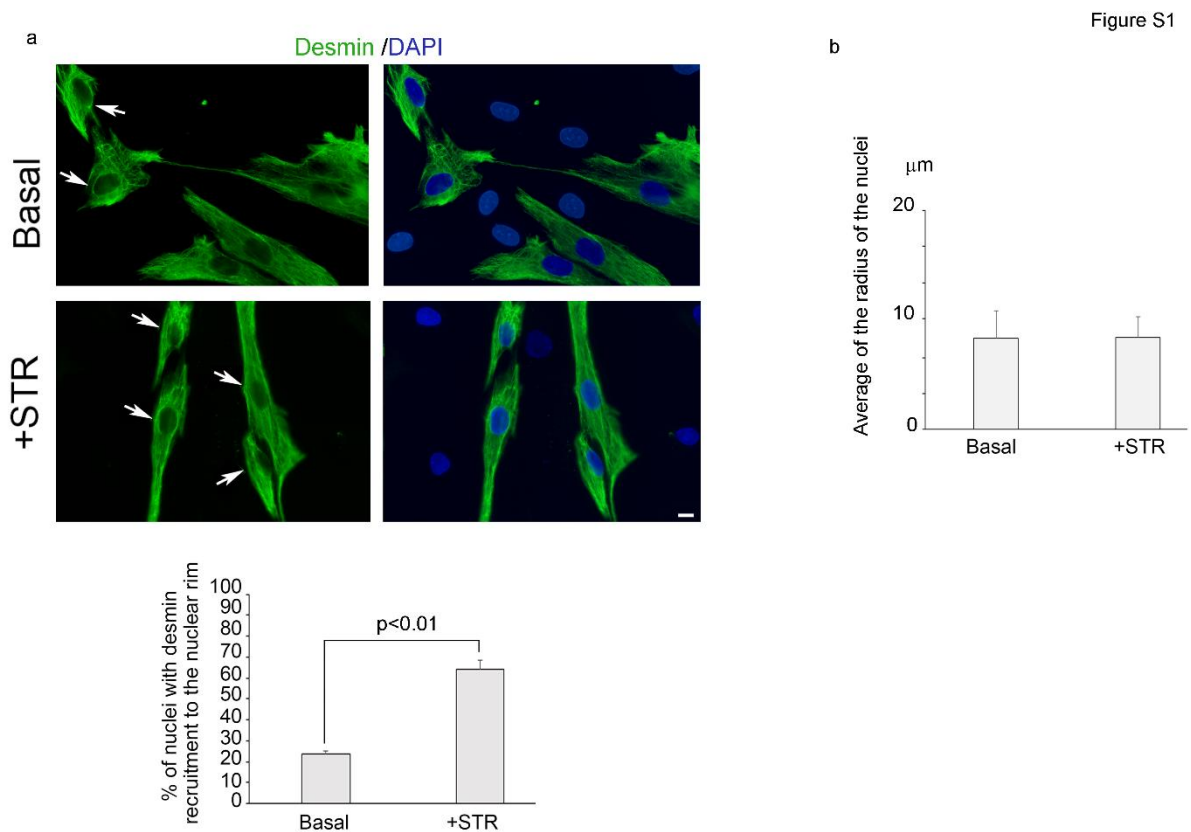 Figure S1
a
Desmin /DAPI
Basal
+STR
100
90
80
70
60
50
40
30
20
10
0
% of nuclei with desmin
recruitment to the nuclear rim
p<0.01
Basal
+STR
b
μm
Average of the radius of the nuclei
20
10
0
Basal
+STR